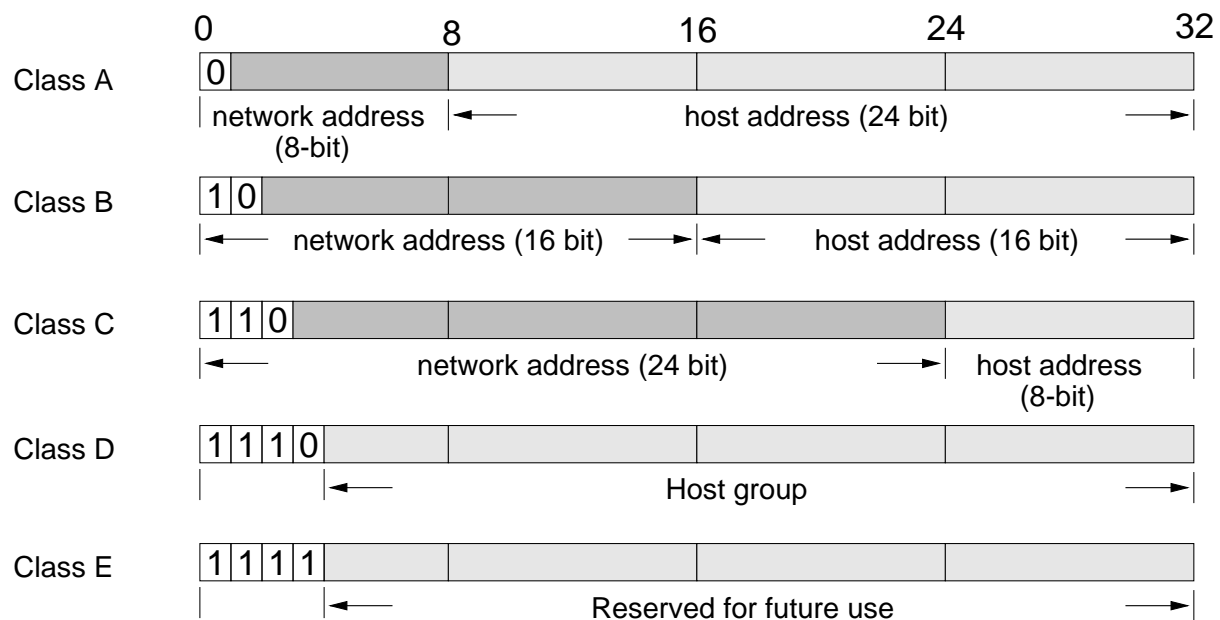 0 8 16 24 32
Class A 0
network address host address (24 bit)
(8-bit)
Class B 1 0
network address (16 bit) host address (16 bit)
Class C 1 1 0
network address (24 bit) host address
(8-bit)
Class D 1 1 1 0
Host group
Class E 1 1 1 1
Reserved for future use